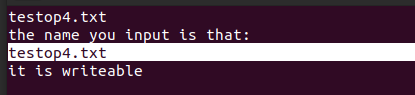 testop4.txt
the name you input is that:
testop4.txt
it is writeable